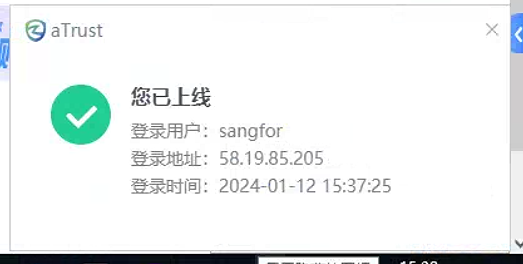 aTrust
您已上线
登录用户：sangfor
登录地址：58.19.85.205
登录时间：2024-01-12 15:37:25